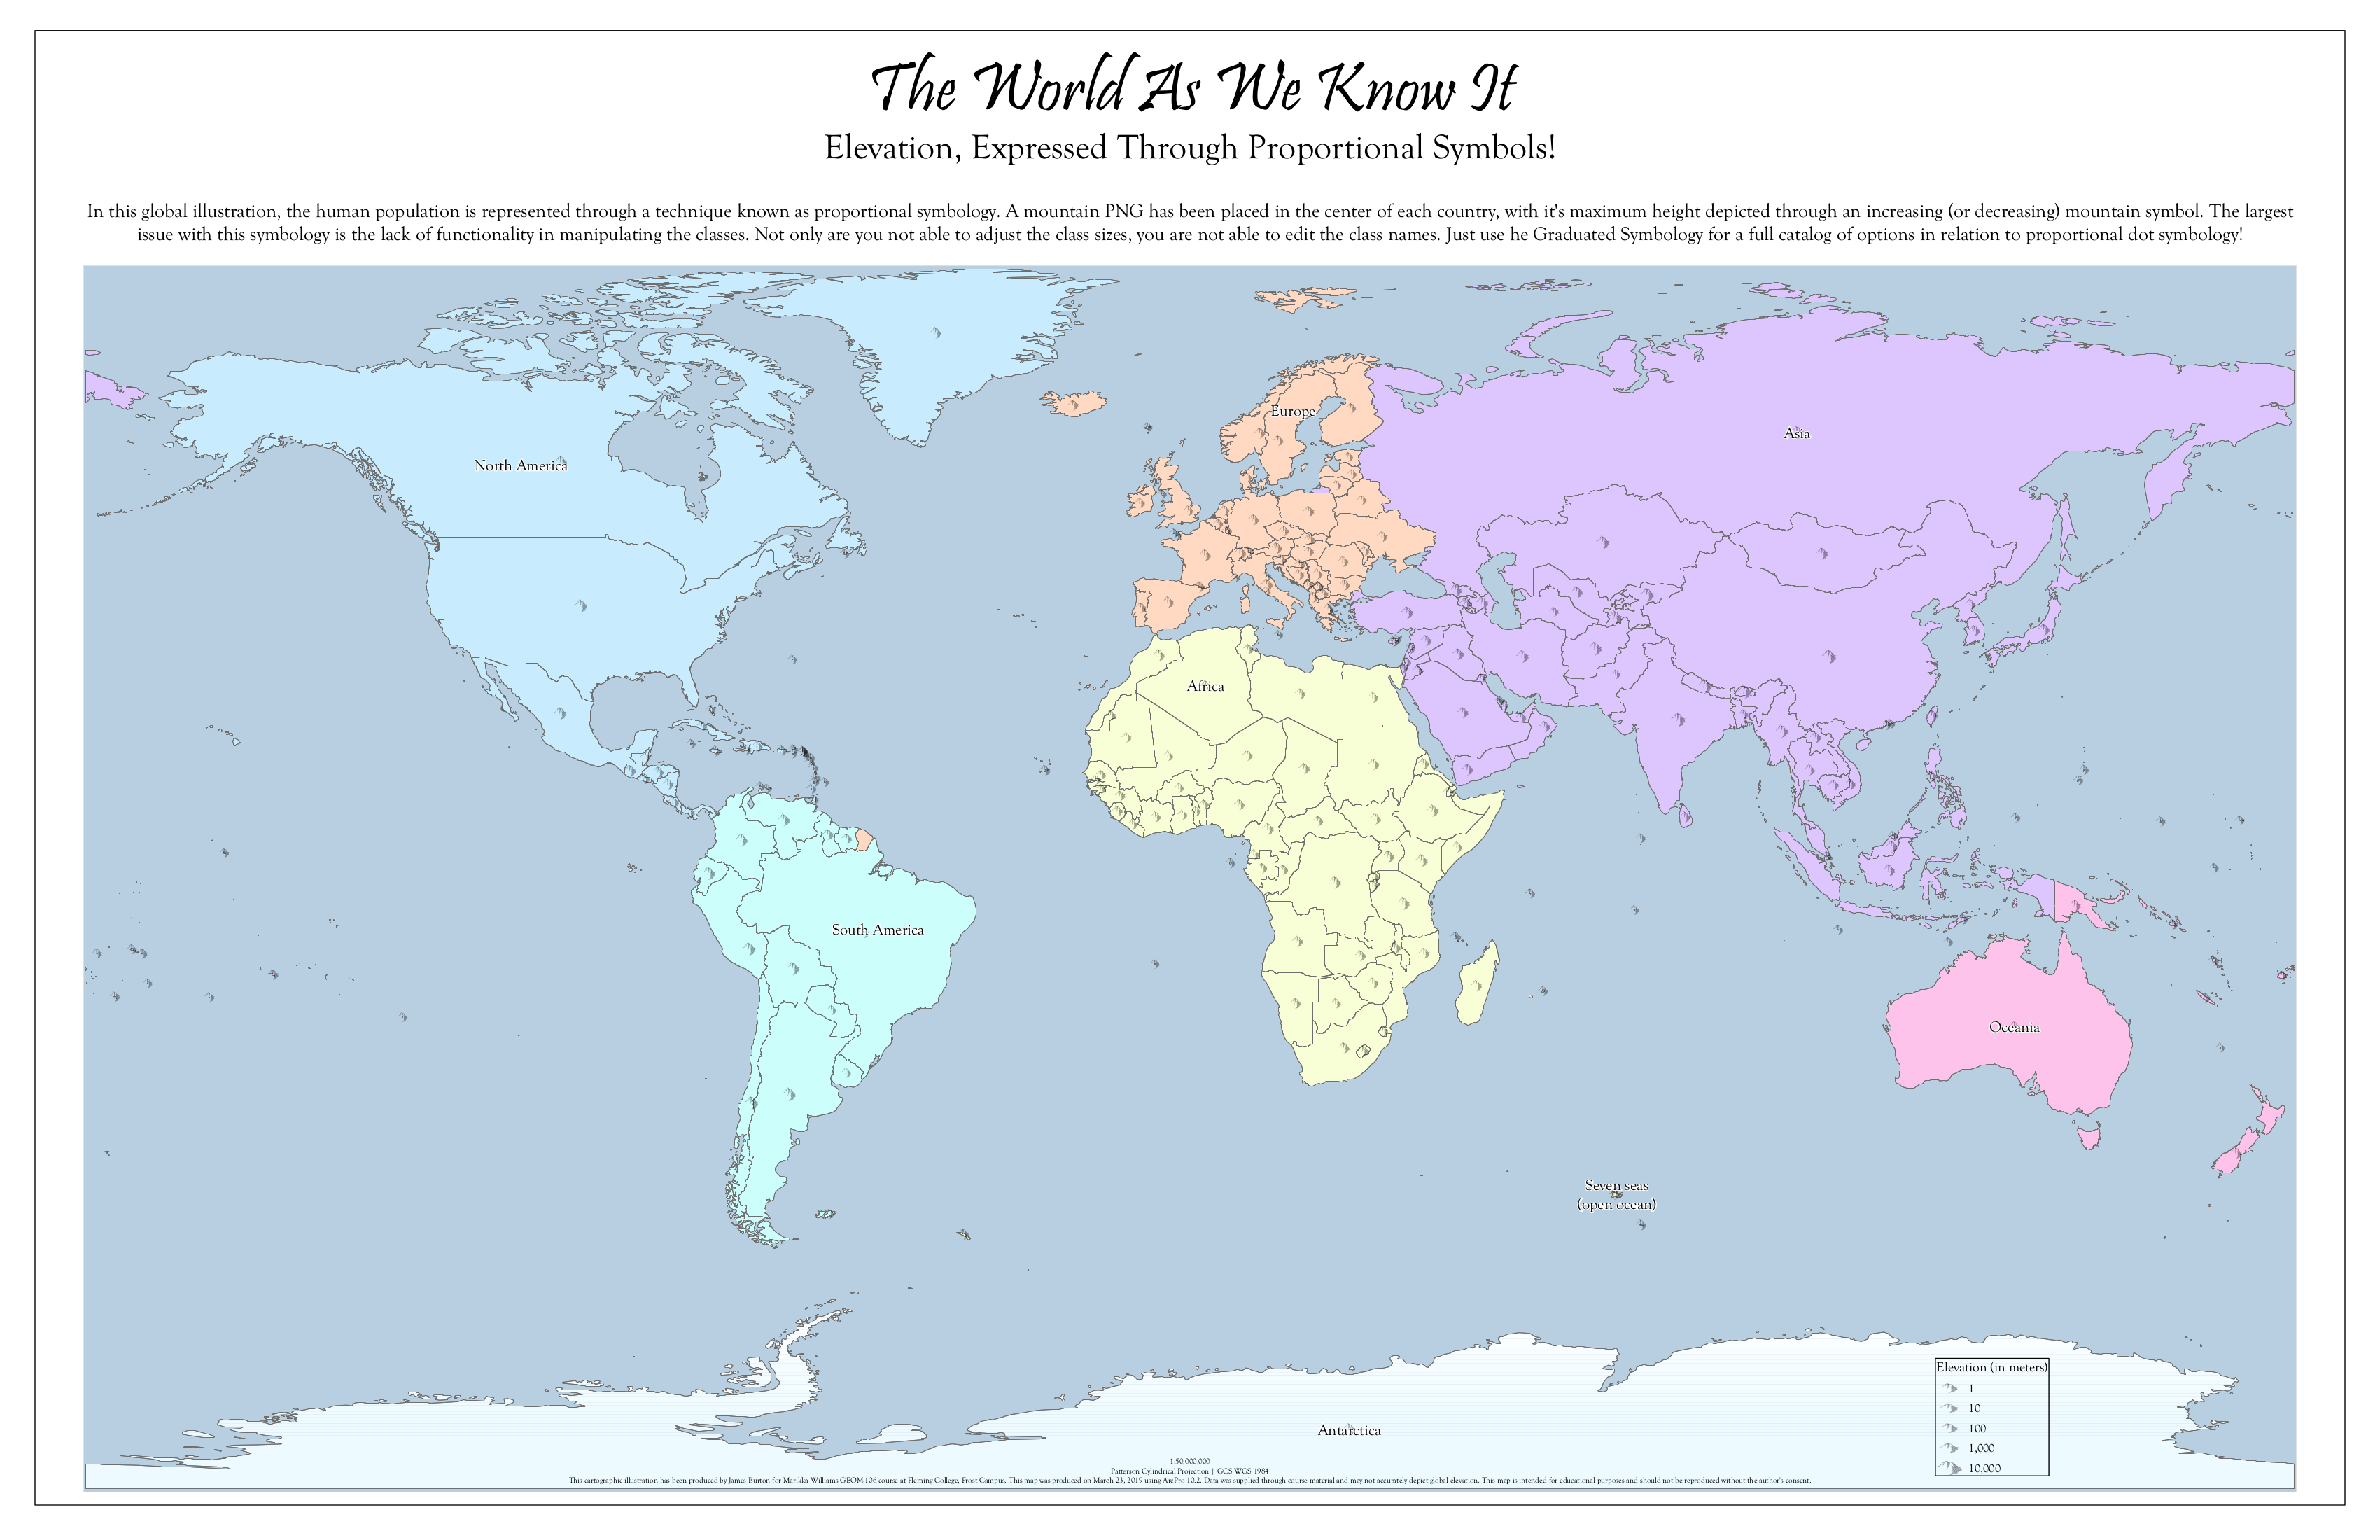 The World As We Know It
Elevation, Expressed Through Proportional Symbols!
In this global illustration, the human population is represented through a technique known as proportional symbology. A mountain PNG has been placed in the center of each country, with it's maximum height depicted through an increasing (or decreasing) mountain symbol. The largest
issue with this symbology is the lack of functionality in manipulating the classes. Not only are you not able to adjust the class sizes, you are not able to edit the class names. Just use he Graduated Symbology for a full catalog of options in relation to proportional dot symbology!
Europe
Asia
North America
Africa
South America
Oceania
Seven seas
(open ocean)
Antarctica
Elevation (in meters)
1
10
100
1,000
10,000
1:50,000,000
Patterson Cylindrical Projection | GCS WGS 1984
This cartographic illustration has been produced by James Burton for Marikka Williams GEOM-106 course at Fleming College, Frost Campus. This map was produced on March 23, 2019 using ArcPro 10.2. Data was supplied through course material and may not accurately depict global elevation. This map is intended for educational purposes and should not be reproduced without the author's consent.